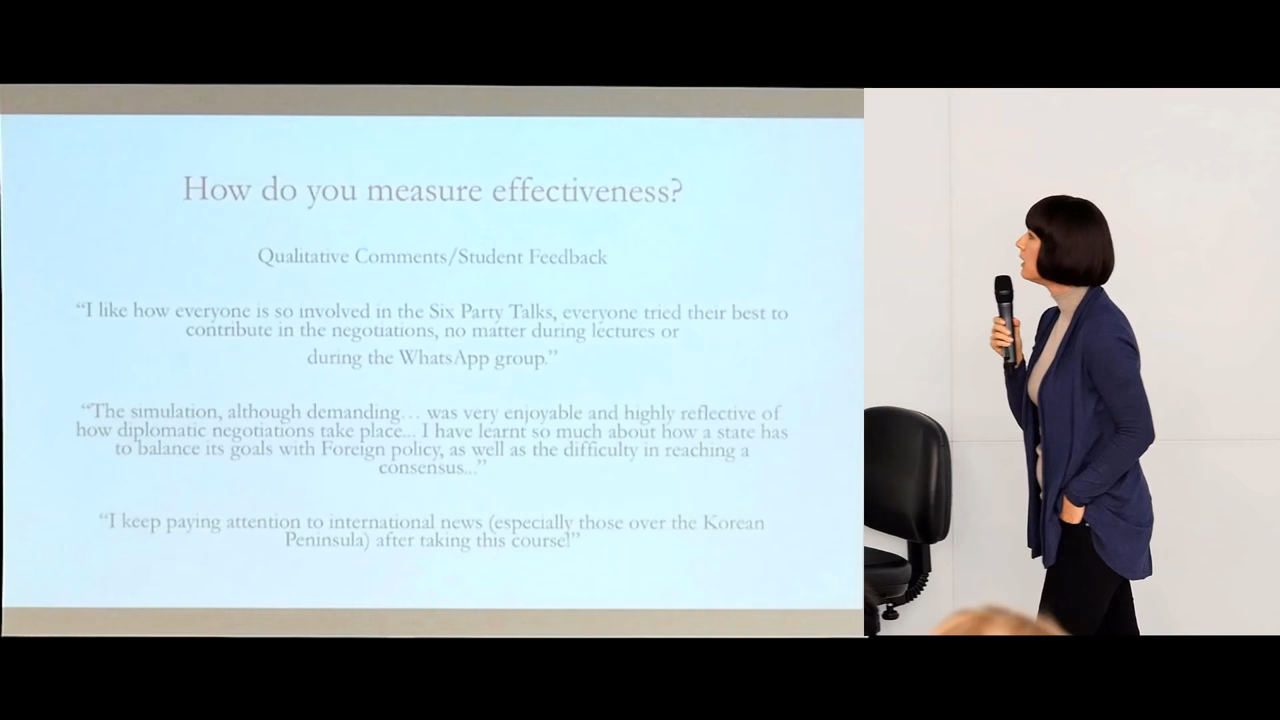 How do you measure effectiveness?
Qualitative Comments/Student Feedback
“I like how everyone is so involved in the Six Party Talks, everyone tried their best to
contribute in the negotiations, no matter during lectures or
during the WhatsApp group.”
“The simulation, although demanding… was very enjoyable and highly reflective of
how diplomatic negotiations take place... I have learnt so much about how a state has
to balance its goals with Foreign policy, as well as the difficulty in reaching a
consensus...”
“I keep paying attention to international news (especially those over the Korean
Peninsula) after taking this course!”